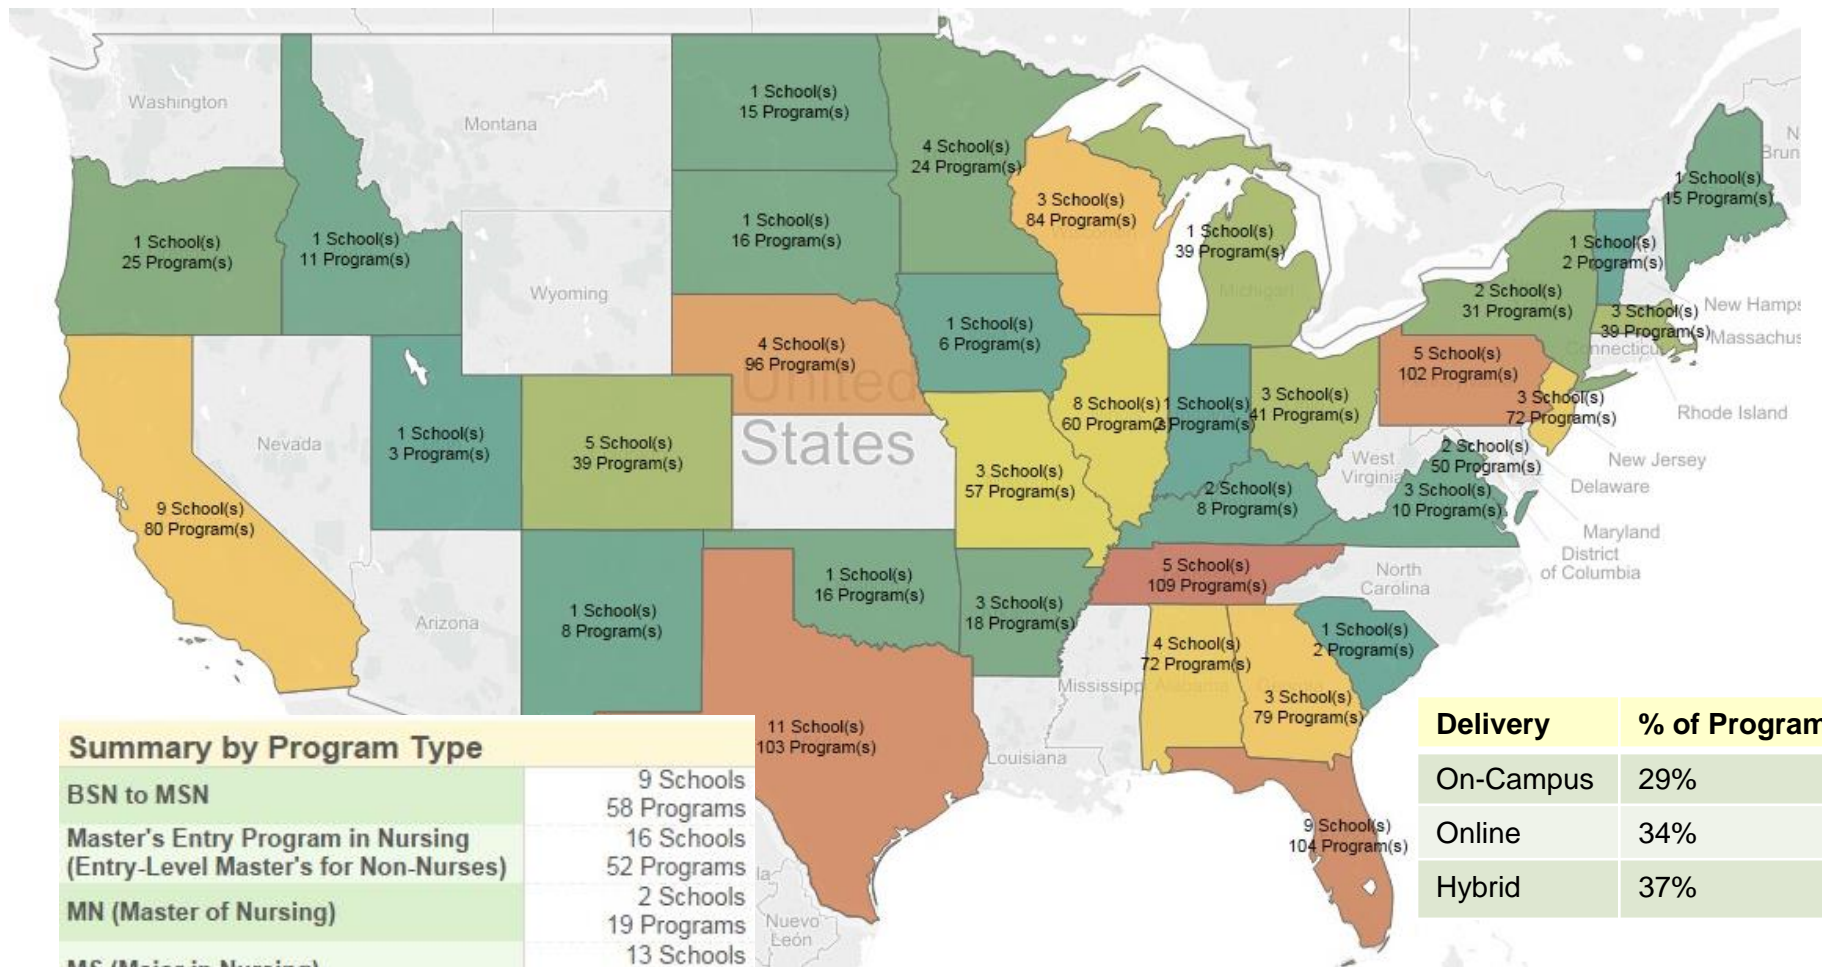 Washington
Montana
1 School(s)
15 Program(s)
4 School(s)
24 Program(s)
N
Brun
1 School(s)
15 Program(s)
3 School(s)
84 Program(s)
1 School(s)
25 Program(s)
1 School(s)
11 Program(s)
1 School(s)
16 Program(s)
1 School(s)
39 Program(s)
Michigan
1 School(s)
2 Program(s)
Wyoming
2 School(s)
31 Program(s)
New Hamps
3 School(s)
39 Program(s)
Massachus
Connecticu
1 School(s)
6 Program(s)
4 School(s)
96 Program(s)
United
States
5 School(s)
102 Program(s)
3 School(s)
72 Program(s)
Rhode Island
Nevada
1 School(s)
3 Program(s)
5 School(s)
39 Program(s)
8 School(s)
60 Program(s)
1 School(s)
2 Program(s)
3 School(s)
41 Program(s)
New Jersey
West
Virginia
2 School(s)
50 Program(s)
Delaware
3 School(s)
57 Program(s)
2 School(s)
8 Program(s)
3 School(s)
10 Program(s)
9 School(s)
80 Program(s)
Maryland
District
of Columbia
5 School(s)
109 Program(s)
North
Carolina
Arizona
1 School(s)
8 Program(s)
1 School(s)
16 Program(s)
3 School(s)
18 Program(s)
1 School(s)
2 Program(s)
4 School(s)
72 Program(s)
Mississipp
Alabama
3 School(s)
79 Program(s)
11 School(s)
103 Program(s)
Louisiana
9 School(s)
104 Program(s)
Nuevo
León
la
Summary by Program Type
BSN to MSN
9 Schools
58 Programs
Master's Entry Program in Nursing
(Entry-Level Master's for Non-Nurses)
16 Schools
52 Programs
MN (Master of Nursing)
2 Schools
19 Programs
MS (Major in Nursing)
13 Schools
Delivery % of Program
On-Campus 29%
Online 34%
Hybrid 37%